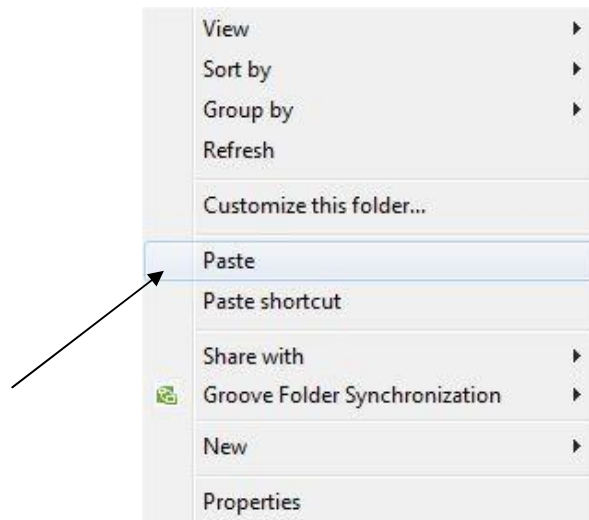 View
Sort by
Group by
Refresh
Customize this folder...
Paste
Paste shortcut
Share with
Groove Folder Synchronization
New
Properties